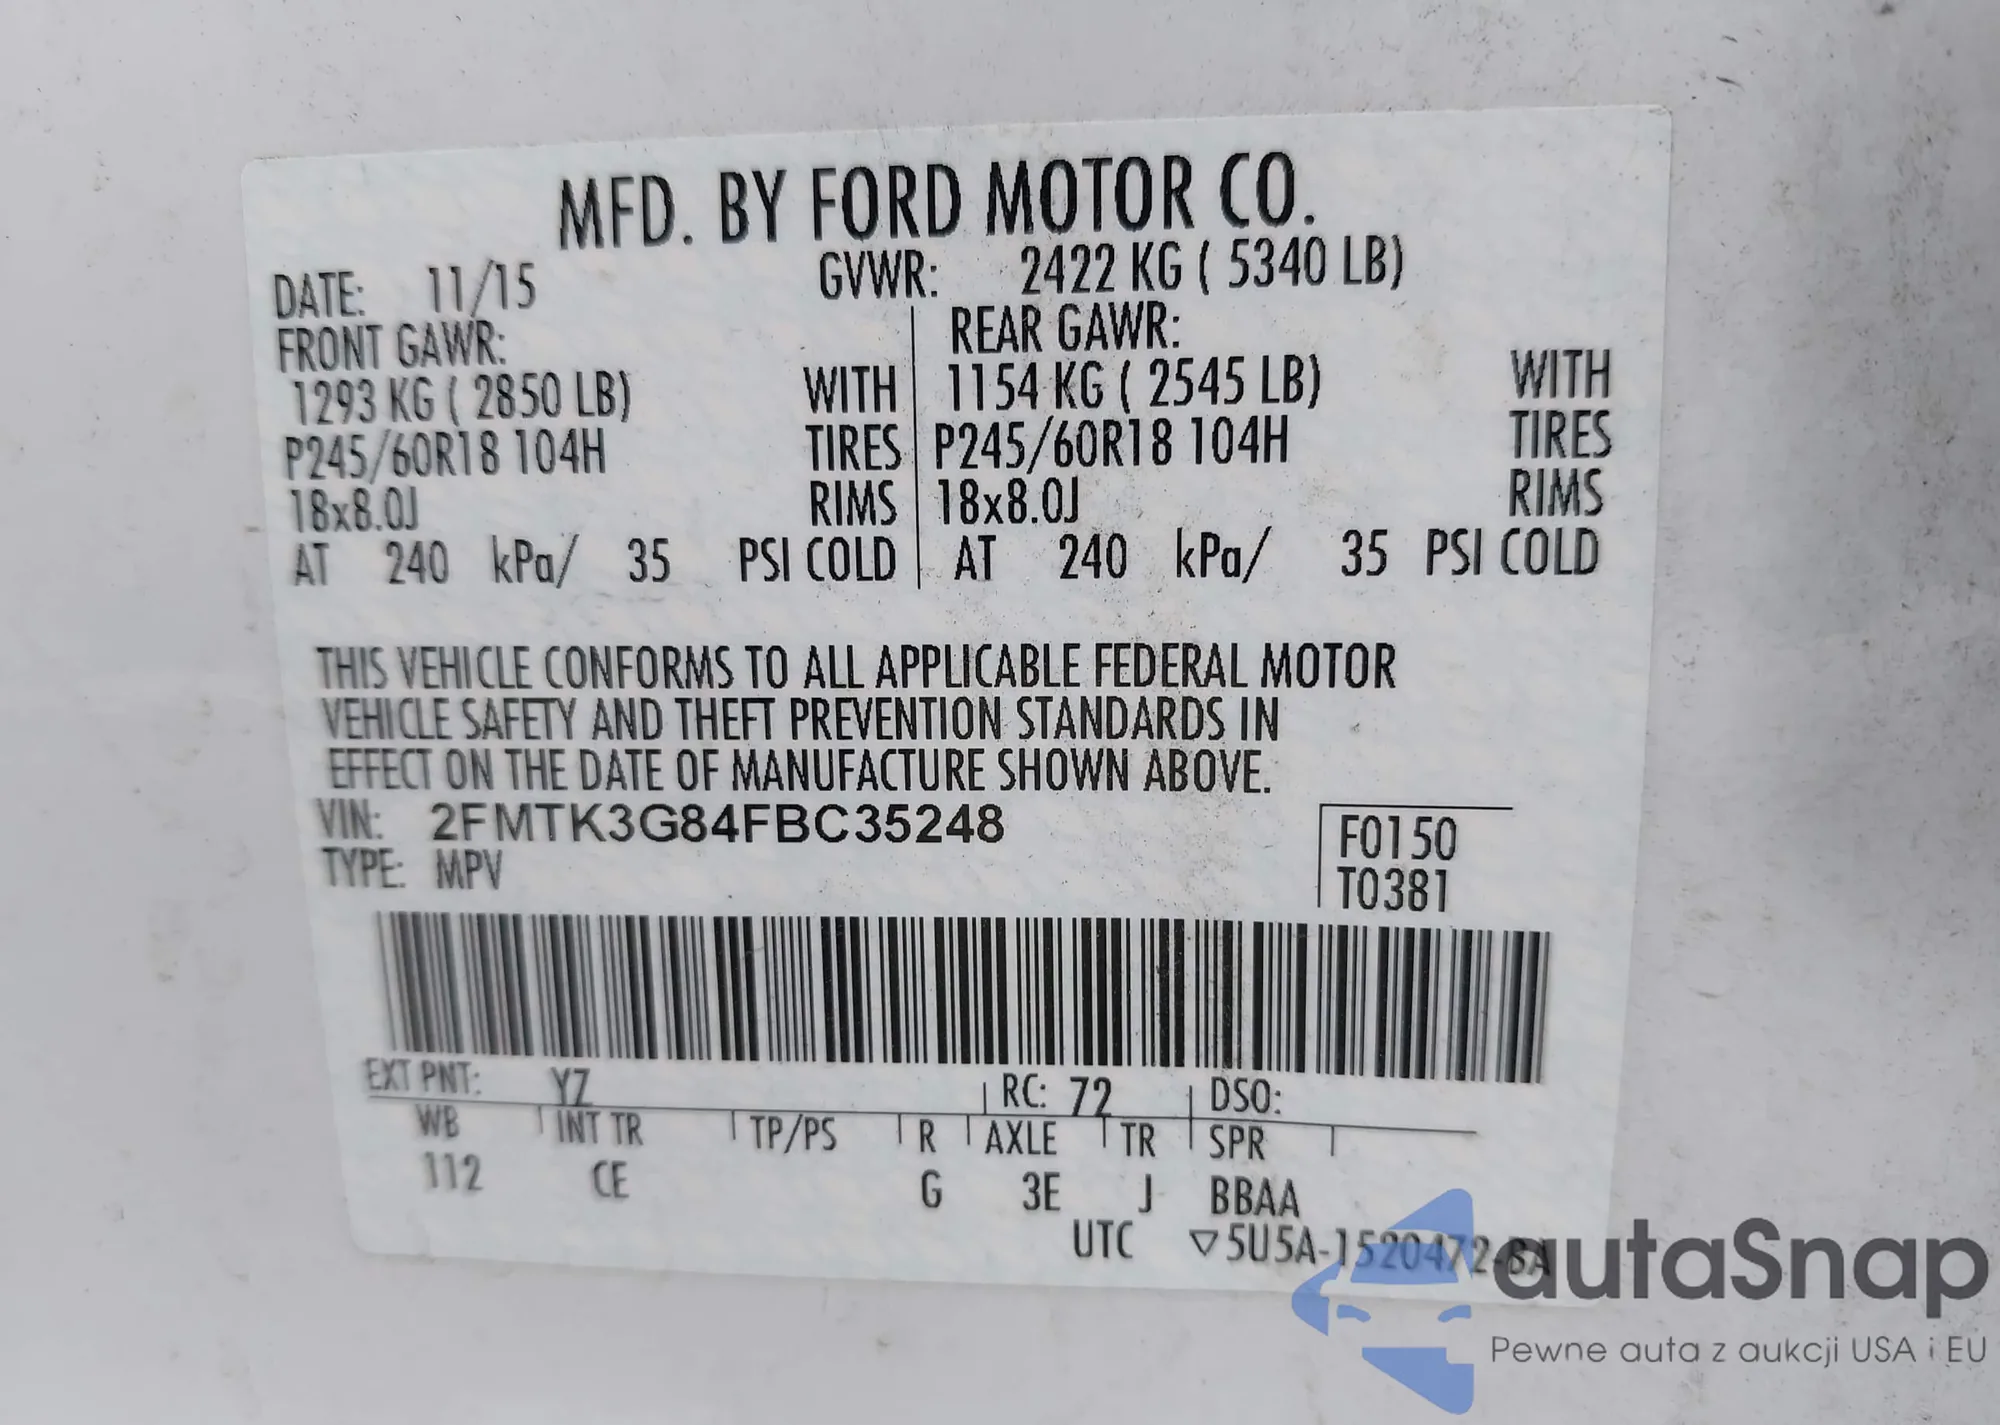 MFD. BY FORD MOTOR CO.
DATE: 11/15 GVWR: 2422 KG ( 5340 LB)
FRONT GAWR: REAR GAWR:
1293 KG ( 2850 LB) WITH 1154 KG ( 2545 LB) WITH
P245/60R18 104H TIRES P245/60R18 104H TIRES
18x8.0J RIMS 18x8.0J RIMS
AT 240 kPa/ 35 PSI COLD AT 240 kPa/ 35 PSI COLD
THIS VEHICLE CONFORMS TO ALL APPLICABLE FEDERAL MOTOR
VEHICLE SAFETY AND THEFT PREVENTION STANDARDS IN
EFFECT ON THE DATE OF MANUFACTURE SHOWN ABOVE.
VIN: 2FMTK3G84FBC35248
TYPE: MPV
F0150
T0381
EXT PNT: YZ RC: 72 DSO:
WB INT TR TP/PS R AXLE TR SPR
112 CE G 3E J BBAA
UTC ▽5U5A-1520472-BA
autaSnap
Pewne auta z aukcji USA i EU